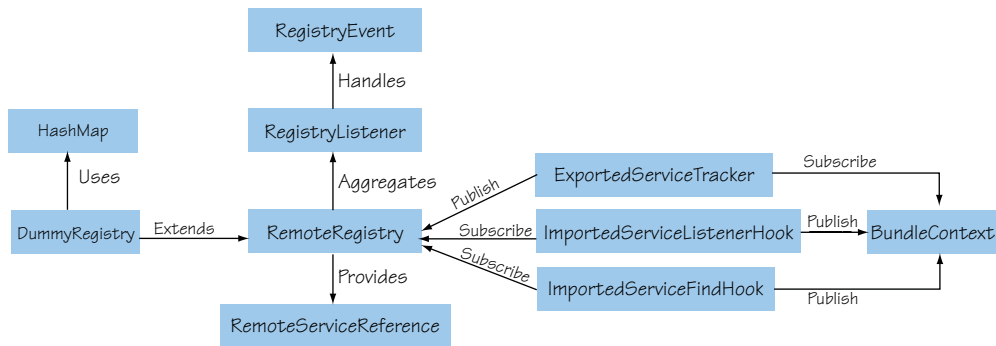 RegistryEvent
Handles
HashMap
RegistryListener
Uses
Aggregates
Publish
ExportedServiceTracker
Subscribe
DummyRegistry
Extends
RemoteRegistry
Subscribe
ImportedServiceListenerHook
Publish
BundleContext
Subscribe
Provides
ImportedServiceFindHook
Publish
RemoteServiceReference